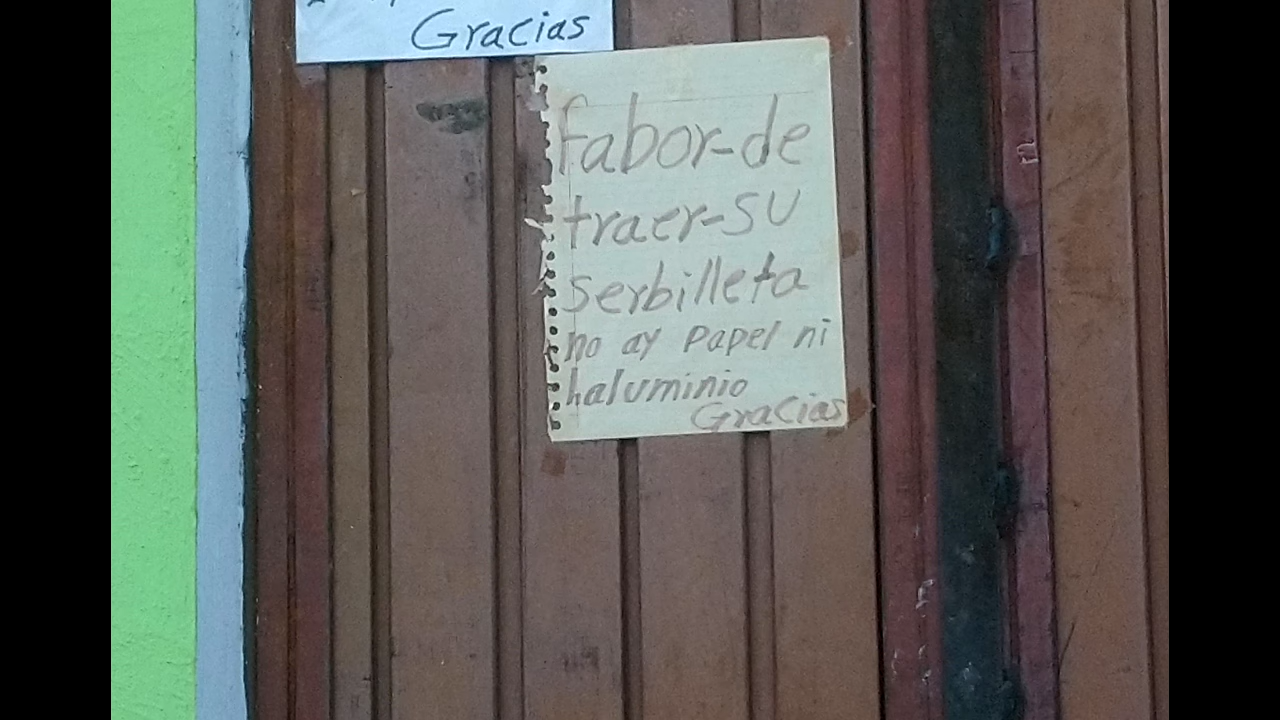 Gracias
fabor-de
traer-su
serbilleta
no ay papel ni
haluminio
Gracias